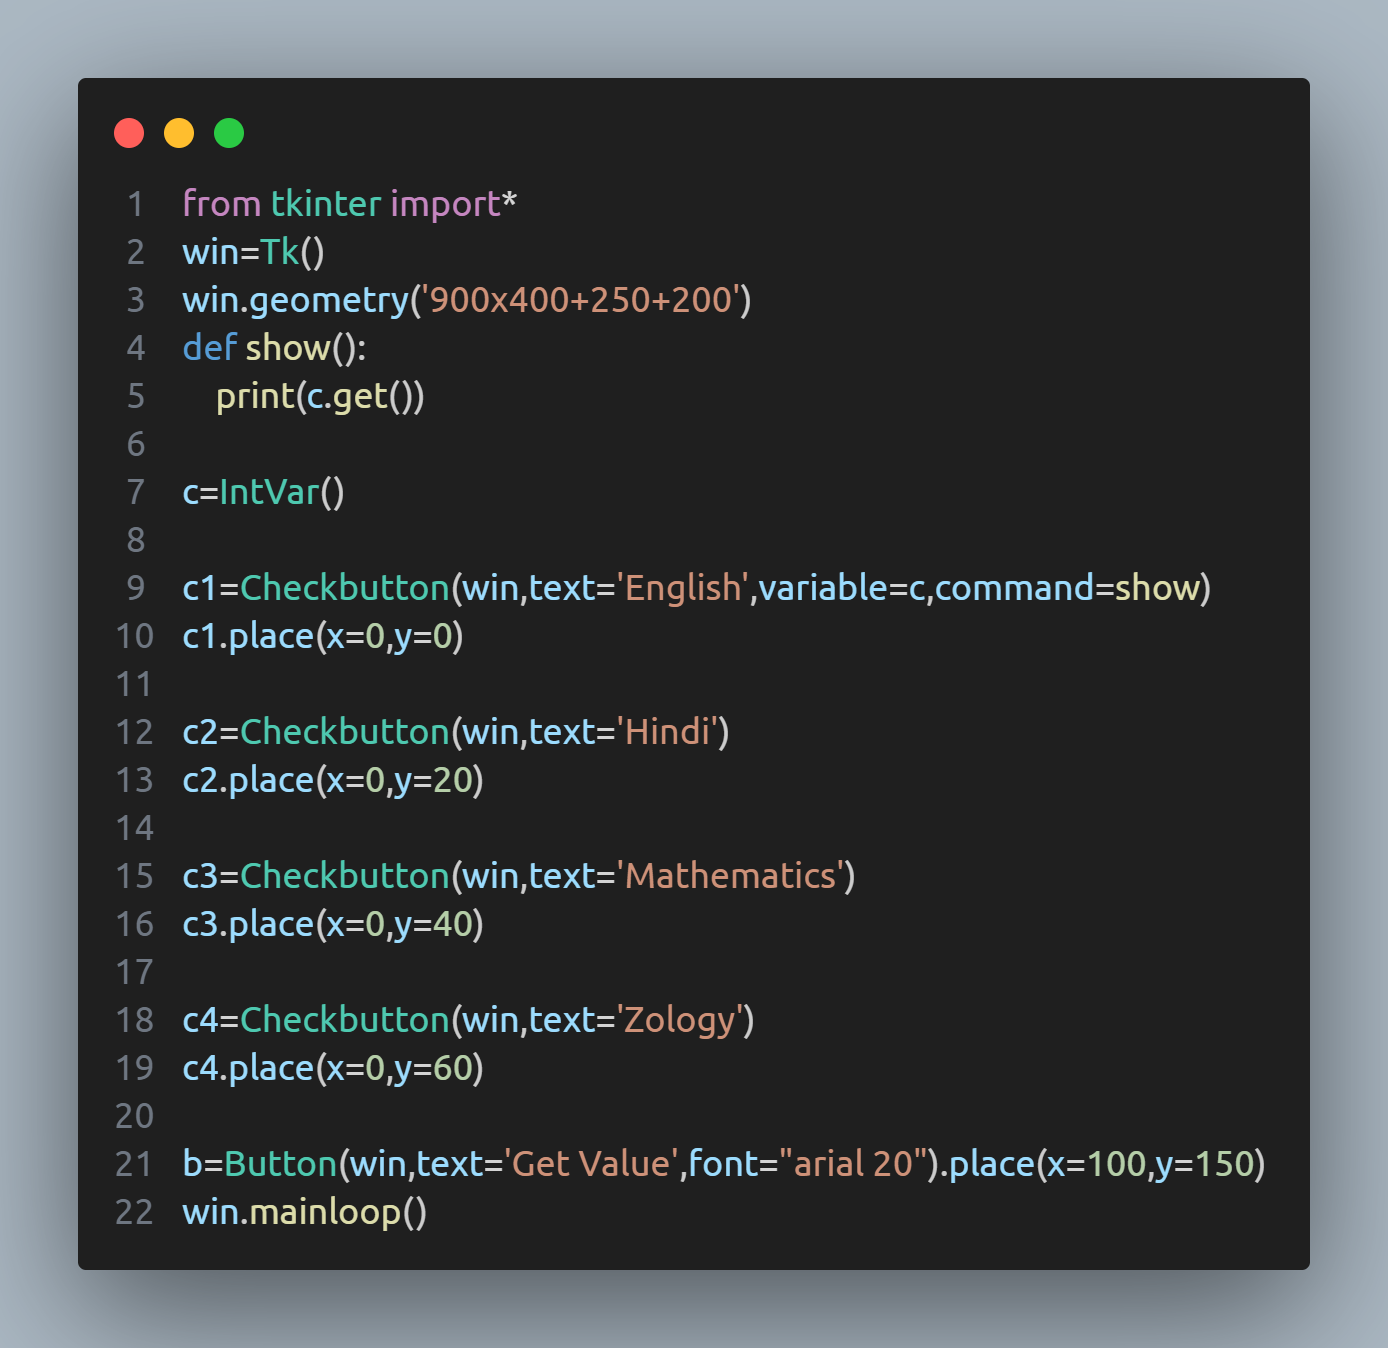 1 from tkinter import*
2 win=Tk()
3 win.geometry('900x400+250+200')
4 def show():
5     print(c.get())
6
7 c=IntVar()
8
9 c1=Checkbutton(win,text='English',variable=c,command=show)
10 c1.place(x=0,y=0)
11
12 c2=Checkbutton(win,text='Hindi')
13 c2.place(x=0,y=20)
14
15 c3=Checkbutton(win,text='Mathematics')
16 c3.place(x=0,y=40)
17
18 c4=Checkbutton(win,text='Zology')
19 c4.place(x=0,y=60)
20
21 b=Button(win,text='Get Value',font="arial 20").place(x=100,y=150)
22 win.mainloop()